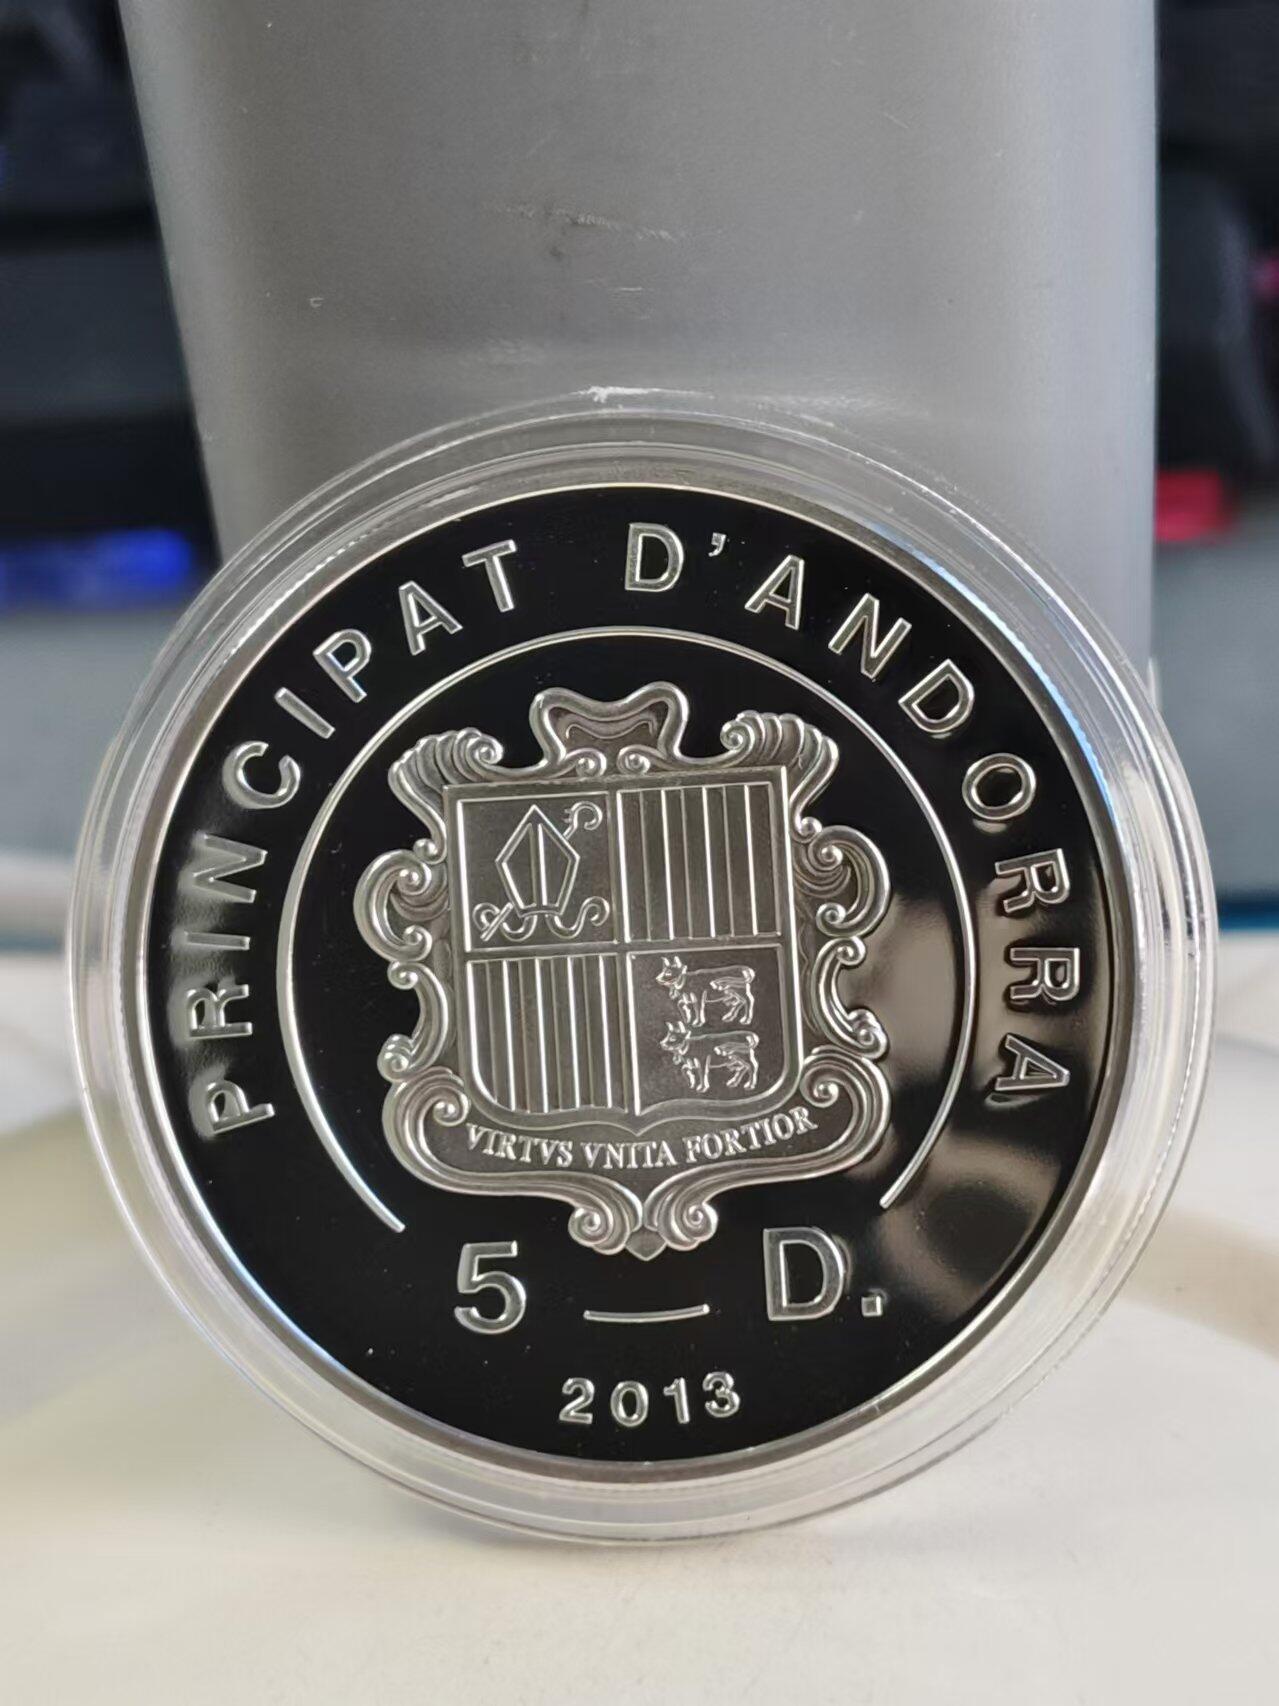 PRINCIPAT D'ANDORRA
VIRTVS VNITA FORTIOR
5 — D.
2013